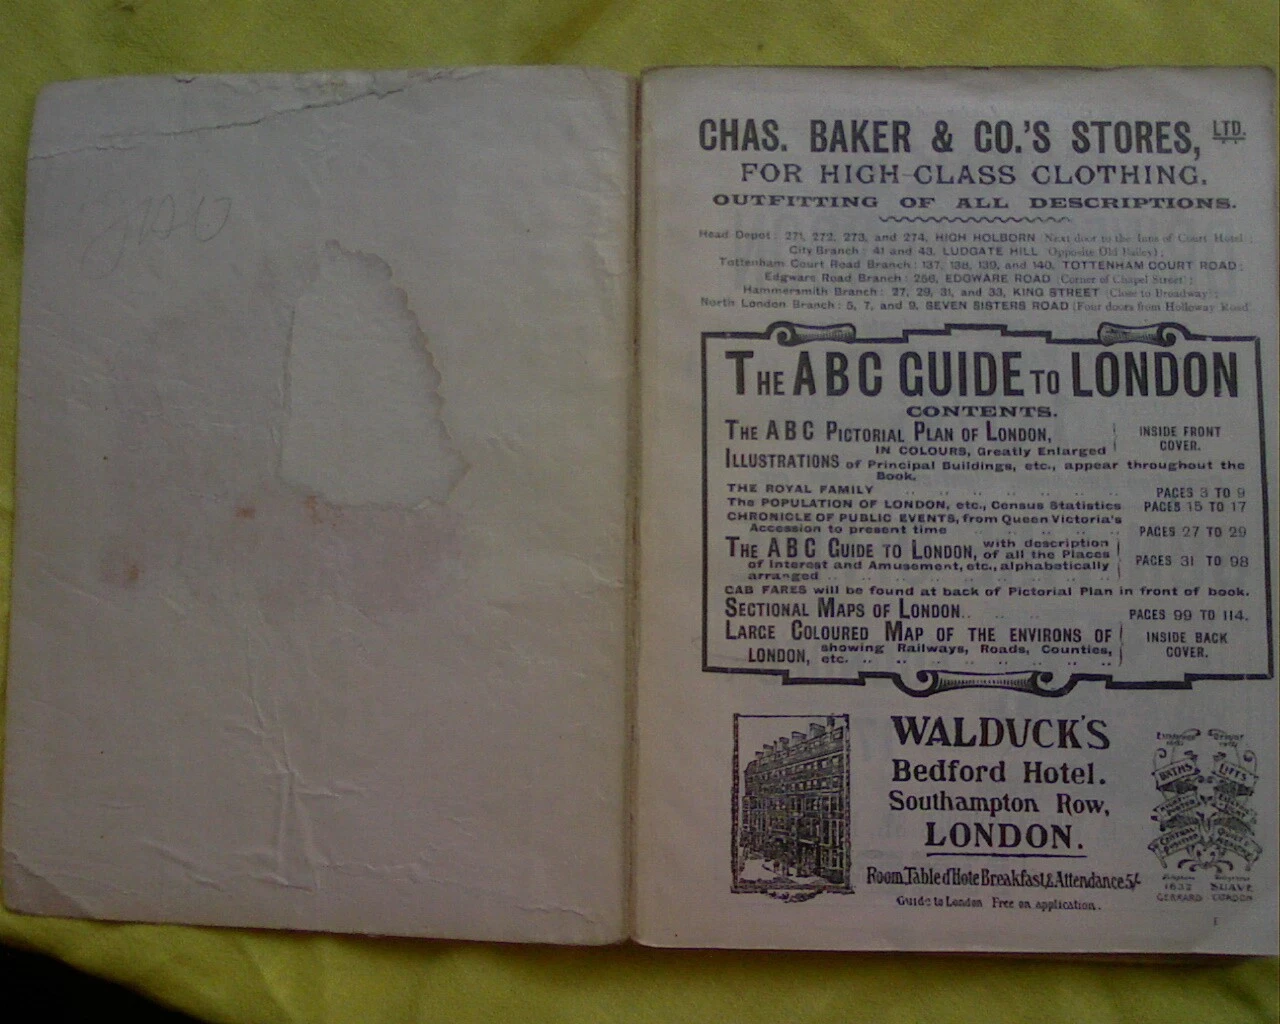 CHAS. BAKER & CO.'S STORES, LTD.
FOR HIGH-CLASS CLOTHING.
OUTFITTING OF ALL DESCRIPTIONS.
Head Depot: 271, 272, 273, and 274, HIGH HOLBORN (Next door to the Inns of Court Hotel);
City Branch: 41 and 43, LUDGATE HILL (Opposite Old Bailey);
Tottenham Court Road Branch: 137, 138, 139, and 140, TOTTENHAM COURT ROAD;
Edgware Road Branch: 256, EDGWARE ROAD (Corner of Chapel Street);
Hammersmith Branch: 27, 29, 31, and 33, KING STREET (Close to Broadway);
North London Branch: 5, 7, and 9, SEVEN SISTERS ROAD (Four doors from Holloway Road
THE ABC GUIDE TO LONDON
CONTENTS.
THE ABC PICTORIAL PLAN OF LONDON, INSIDE FRONT
IN COLOURS, Greatly Enlarged COVER.
ILLUSTRATIONS of Principal Buildings, etc., appear throughout the
Book.
THE ROYAL FAMILY .. .. .. .. .. .. PAGES 3 TO 9
The POPULATION OF LONDON, etc., Census Statistics PAGES 15 TO 17
CHRONICLE OF PUBLIC EVENTS, from Queen Victoria's
Accession to present time .. .. .. .. PAGES 27 TO 29
THE ABC GUIDE TO LONDON, with description
of all the Places
of Interest and Amusement, etc., alphabetically PAGES 31 TO 98
arranged .. .. .. .. .. .. ..
CAB FARES will be found at back of Pictorial Plan in front of book.
SECTIONAL MAPS OF LONDON.. .. .. PAGES 99 TO 114.
LARGE COLOURED MAP OF THE ENVIRONS OF INSIDE BACK
LONDON, showing Railways, Roads, Counties, COVER.
etc. .. .. .. .. .. .. ..
WALDUCK'S
Bedford Hotel.
Southampton Row,
LONDON.
Room, Table d'Hote Breakfast, & Attendance 5/-
Guide to London Free on application.
BATHS
LIFTS
1632
GERRARD
SUAVE
LONDON